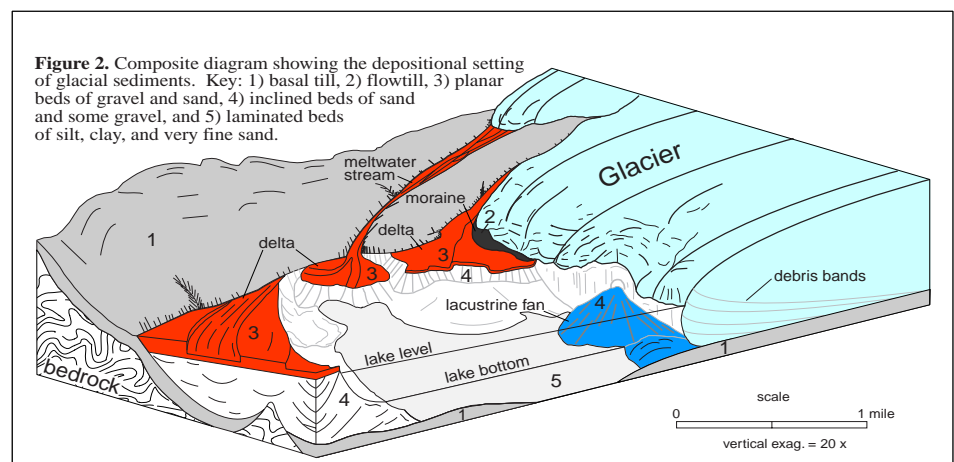 Figure 2. Composite diagram showing the depositional setting
of glacial sediments. Key: 1) basal till, 2) flowtill, 3) planar
beds of gravel and sand, 4) inclined beds of sand
and some gravel, and 5) laminated beds
of silt, clay, and very fine sand.
Glacier
meltwater
stream
moraine
2
1
delta
delta
3
3
4
debris bands
lacustrine fan
4
3
lake level
1
bedrock
lake bottom
5
4
1
scale
0 1 mile
vertical exag. = 20 x